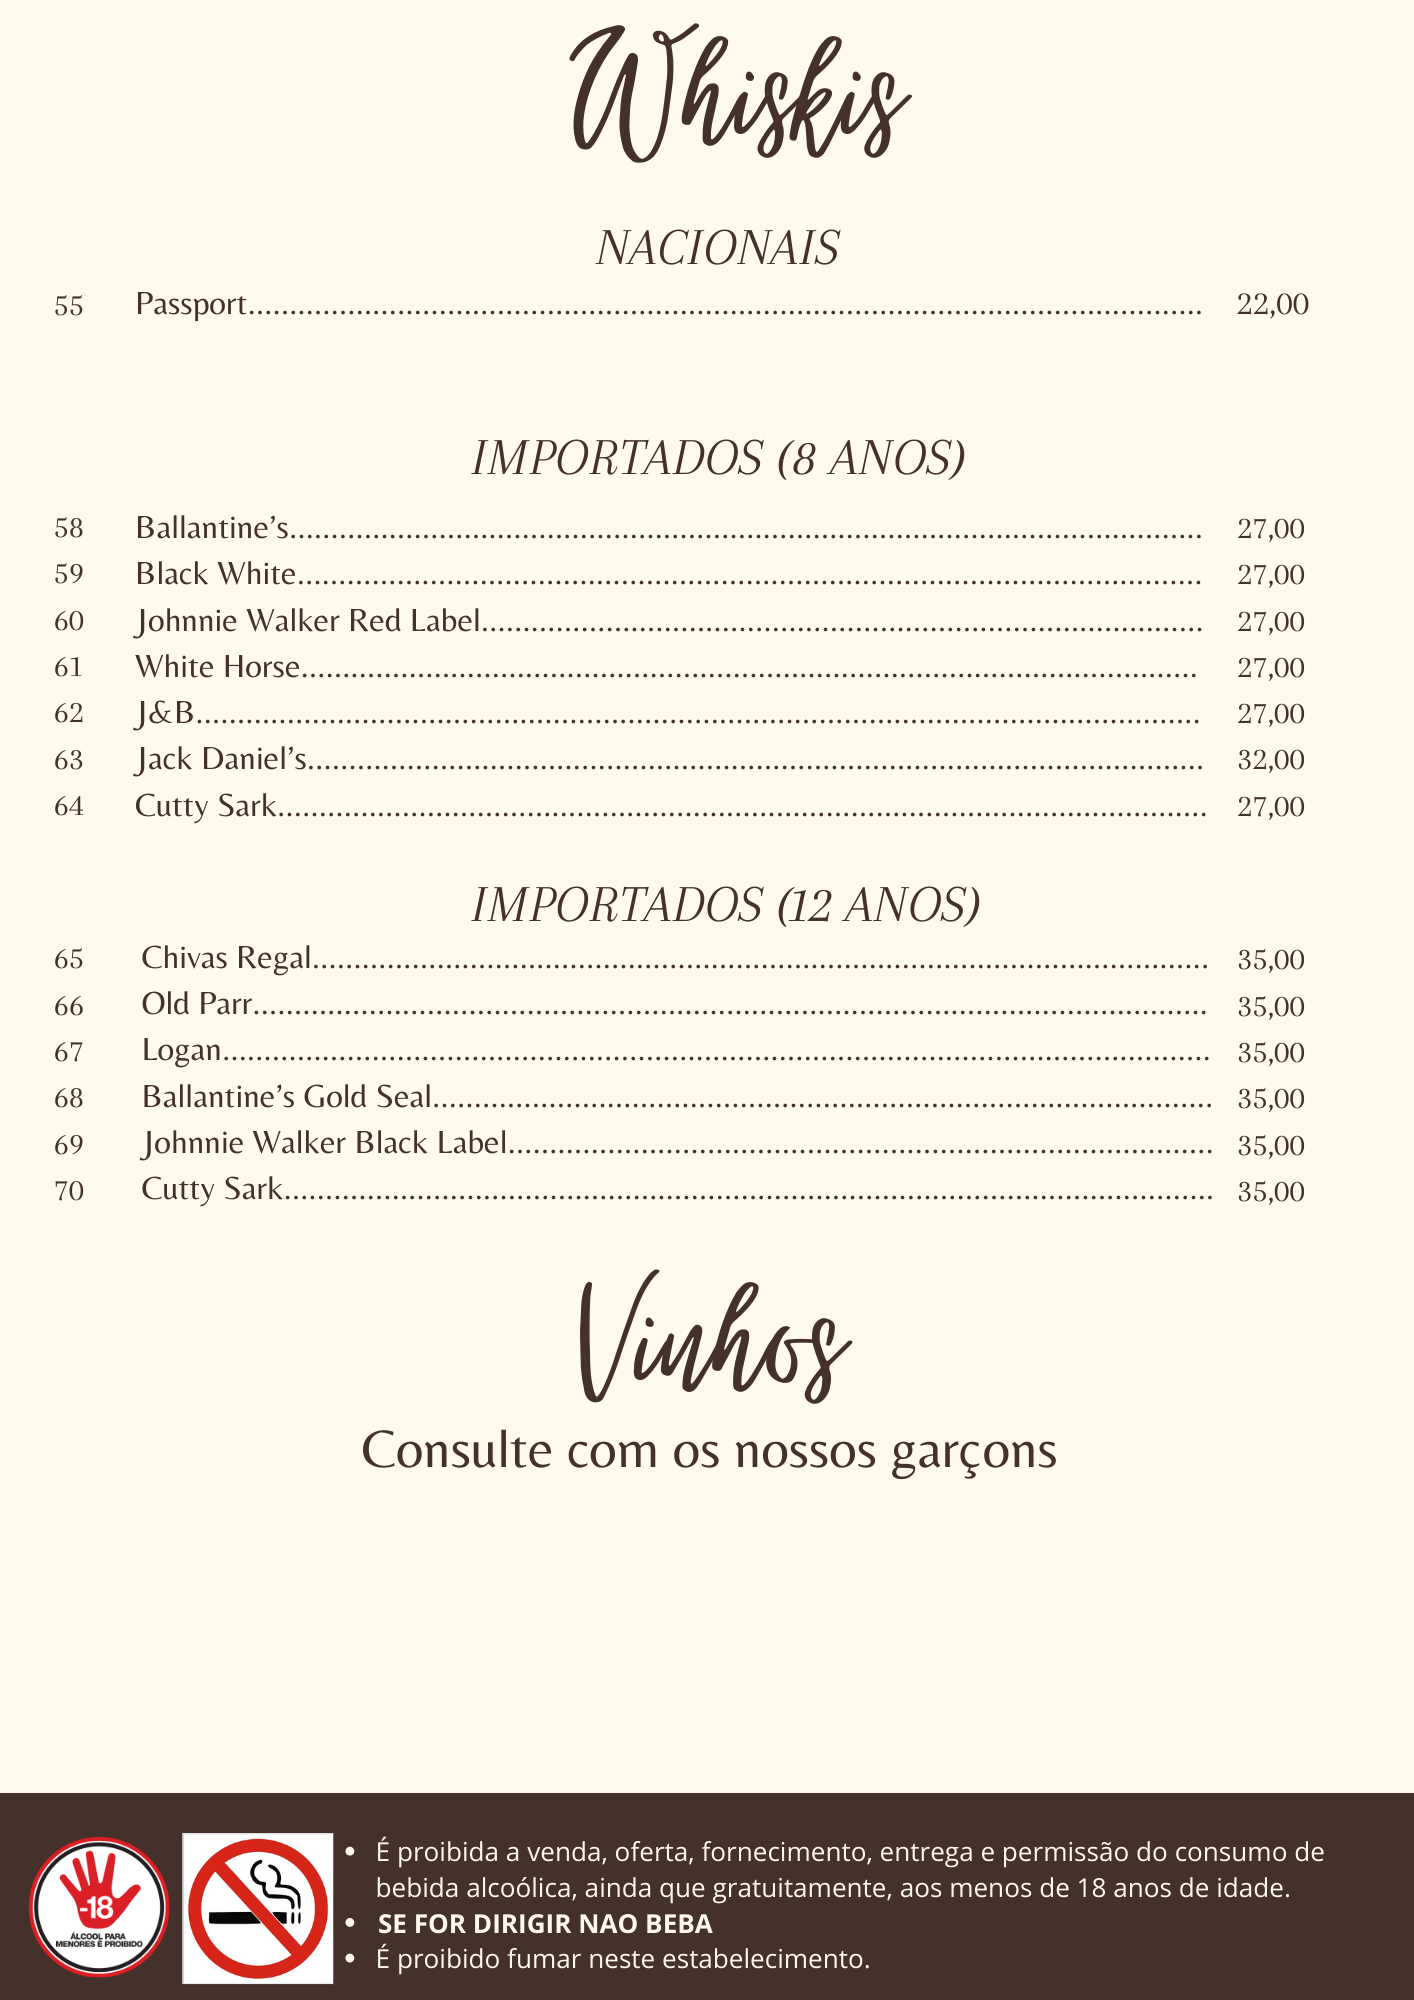 Whiskis
NACIONAIS
55 Passport 22,00
IMPORTADOS (8 ANOS)
58 Ballantine’s 27,00
59 Black White 27,00
60 Johnnie Walker Red Label 27,00
61 White Horse 27,00
62 J&B 27,00
63 Jack Daniel’s 32,00
64 Cutty Sark 27,00
IMPORTADOS (12 ANOS)
65 Chivas Regal 35,00
66 Old Parr 35,00
67 Logan 35,00
68 Ballantine’s Gold Seal 35,00
69 Johnnie Walker Black Label 35,00
70 Cutty Sark 35,00
Vinhos
Consulte com os nossos garçons
-18
ÁLCOOL PARA
MENORES É PROIBIDO
• É proibida a venda, oferta, fornecimento, entrega e permissão do consumo de
bebida alcoólica, ainda que gratuitamente, aos menos de 18 anos de idade.
• SE FOR DIRIGIR NAO BEBA
• É proibido fumar neste estabelecimento.